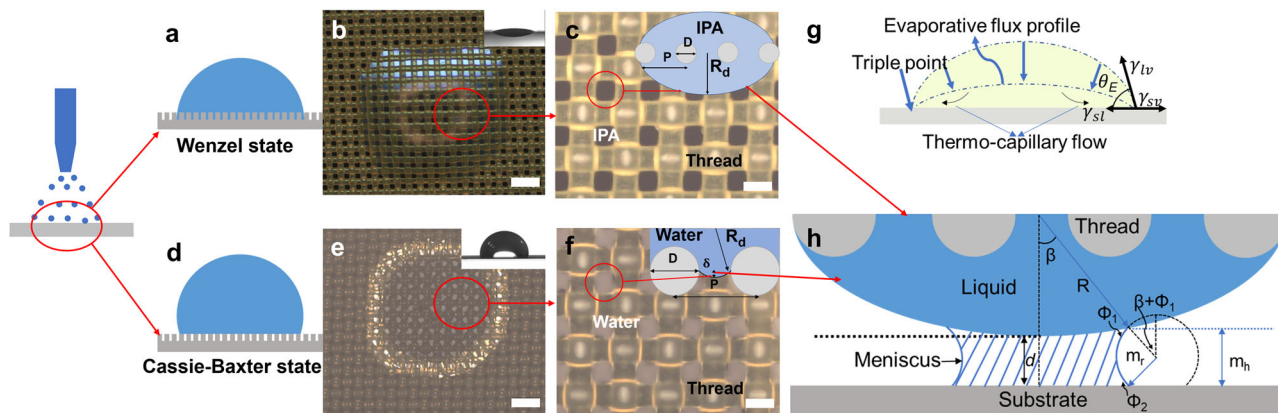 a
Wenzel state
b
c
IPA
D
P
R_d
IPA
Thread
g
Evaporative flux profile
Triple point
γ_lv
θ_E
γ_sv
γ_sl
Thermo-capillary flow
d
Cassie-Baxter state
e
f
Water
R_d
D
δ
P
Water
Thread
h
Thread
β
Liquid
R
Φ_1
β+Φ_1
Meniscus
d
m_r
m_h
Substrate
Φ_2